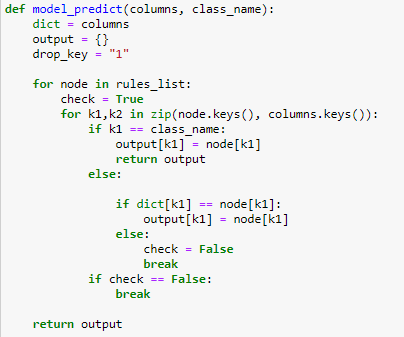 def model_predict(columns, class_name):
    dict = columns
    output = {}
    drop_key = "1"

    for node in rules_list:
        check = True
        for k1,k2 in zip(node.keys(), columns.keys()):
            if k1 == class_name:
                output[k1] = node[k1]
                return output
            else:

                if dict[k1] == node[k1]:
                    output[k1] = node[k1]
                else:
                    check = False
                    break
            if check == False:
                break

    return output